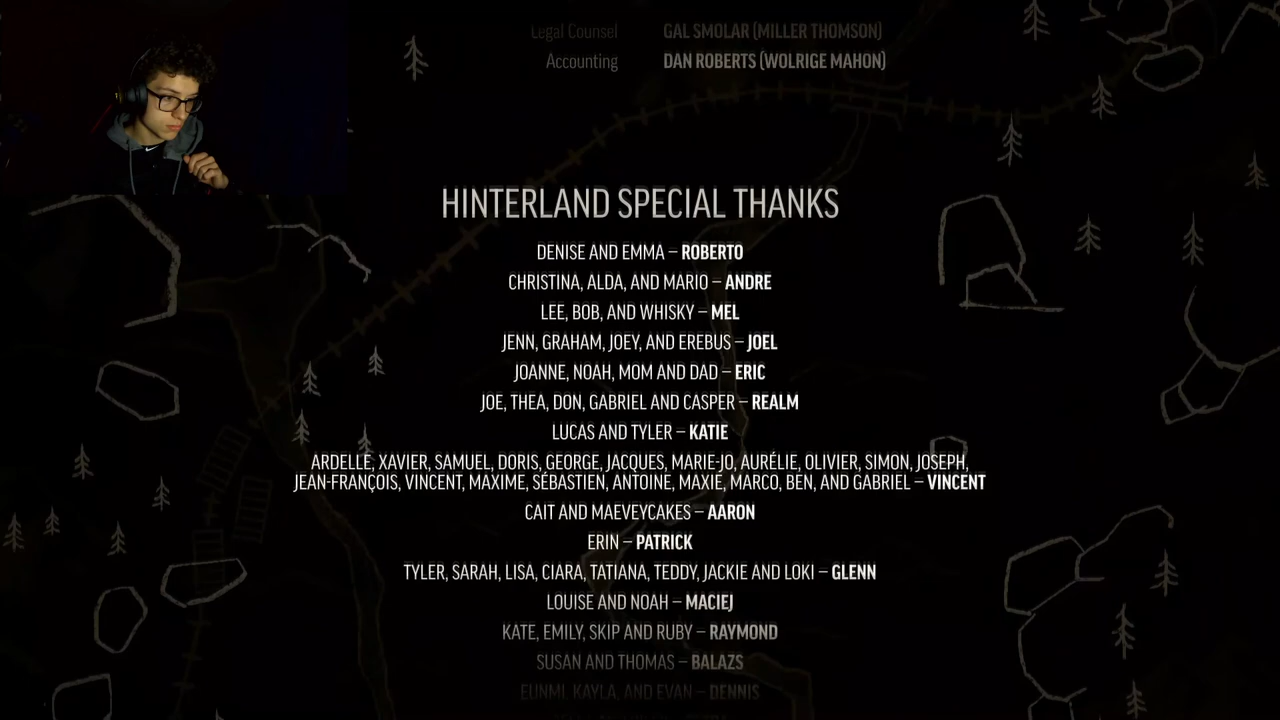 Legal Counsel GAL SMOLAR (MILLER THOMSON)
Accounting DAN ROBERTS (WOLRIGE MAHON)
HINTERLAND SPECIAL THANKS
DENISE AND EMMA – ROBERTO
CHRISTINA, ALDA, AND MARIO – ANDRE
LEE, BOB, AND WHISKY – MEL
JENN, GRAHAM, JOEY, AND EREBUS – JOEL
JOANNE, NOAH, MOM AND DAD – ERIC
JOE, THEA, DON, GABRIEL AND CASPER – REALM
LUCAS AND TYLER – KATIE
ARDELLE, XAVIER, SAMUEL, DORIS, GEORGE, JACQUES, MARIE-JO, AURÉLIE, OLIVIER, SIMON, JOSEPH,
JEAN-FRANÇOIS, VINCENT, MAXIME, SÉBASTIEN, ANTOINE, MAXIE, MARCO, BEN, AND GABRIEL – VINCENT
CAIT AND MAEVEYCAKES – AARON
ERIN – PATRICK
TYLER, SARAH, LISA, CIARA, TATIANA, TEDDY, JACKIE AND LOKI – GLENN
LOUISE AND NOAH – MACIEJ
KATE, EMILY, SKIP AND RUBY – RAYMOND
SUSAN AND THOMAS – BALAZS
EUNMI, KAYLA, AND EVAN – DENNIS